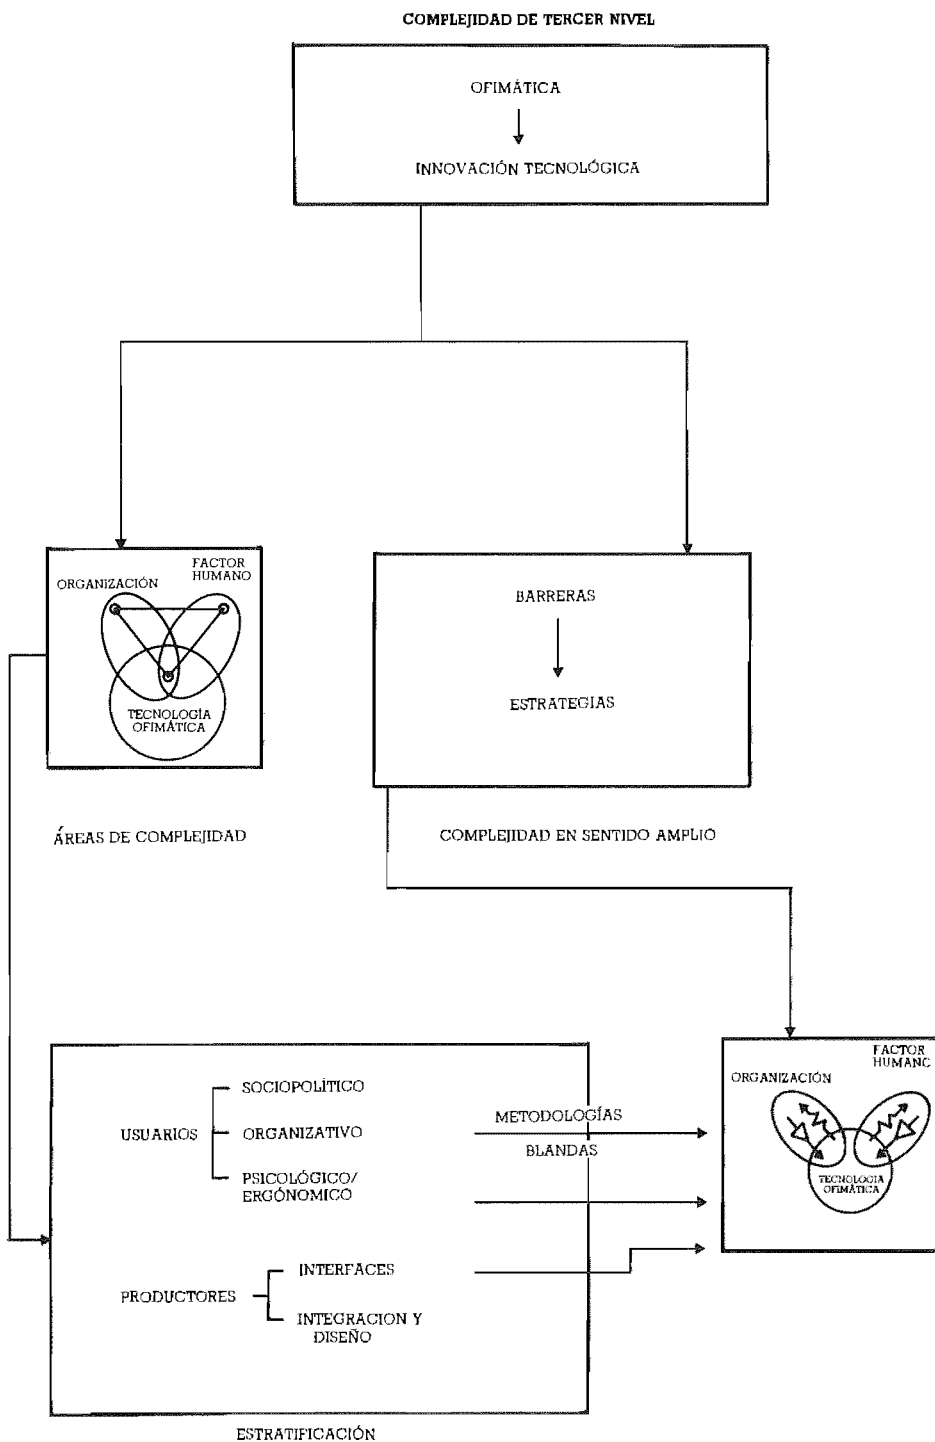 COMPLEJIDAD DE TERCER NIVEL
OFIMÁTICA
INNOVACIÓN TECNOLÓGICA
FACTOR
HUMANO
ORGANIZACIÓN
TECNOLOGÍA
OFIMÁTICA
BARRERAS
ESTRATEGIAS
ÁREAS DE COMPLEJIDAD
COMPLEJIDAD EN SENTIDO AMPLIO
USUARIOS
SOCIOPOLÍTICO
ORGANIZATIVO
PSICOLÓGICO/
ERGÓNOMICO
PRODUCTORES
INTERFACES
INTEGRACION Y
DISEÑO
METODOLOGÍAS
BLANDAS
FACTOR
HUMANO
ORGANIZACIÓN
TECNOLOGIA
OFIMÁTICA
ESTRATIFICACIÓN